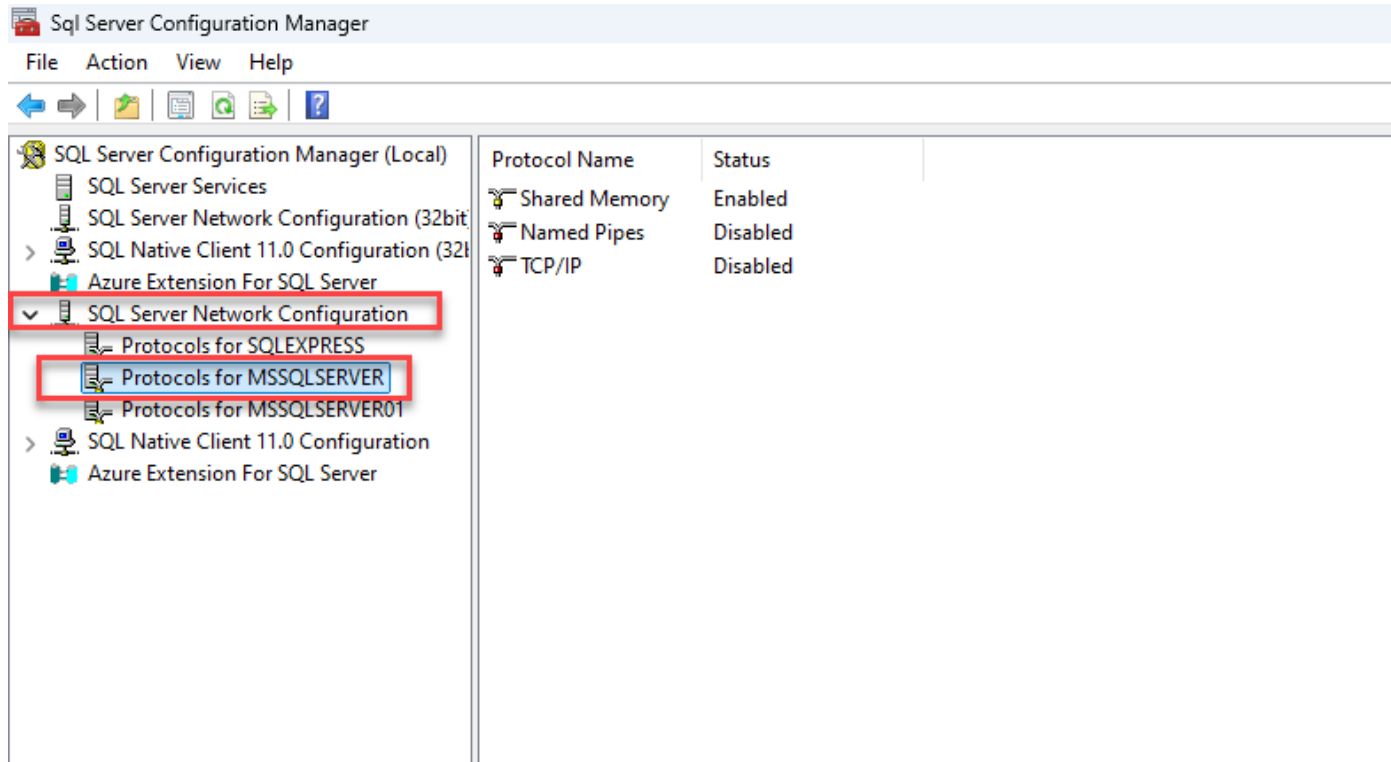 Sql Server Configuration Manager
File Action View Help
SQL Server Configuration Manager (Local)
SQL Server Services
SQL Server Network Configuration (32bit)
SQL Native Client 11.0 Configuration (32b
Azure Extension For SQL Server
SQL Server Network Configuration
Protocols for SQLEXPRESS
Protocols for MSSQLSERVER
Protocols for MSSQLSERVER01
SQL Native Client 11.0 Configuration
Azure Extension For SQL Server
Protocol Name Status
Shared Memory Enabled
Named Pipes Disabled
TCP/IP Disabled